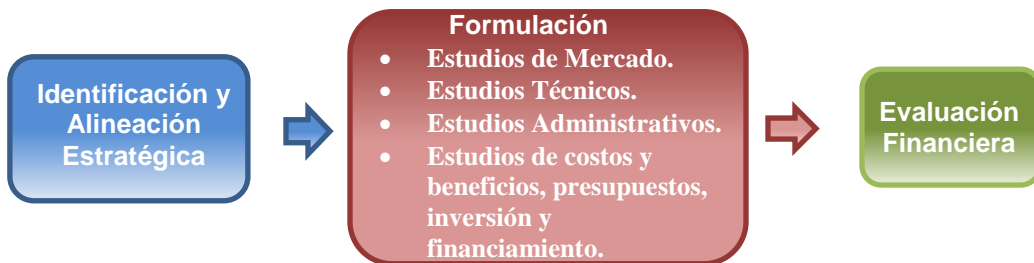 Identificación y
Alineación
Estratégica
Formulación
• Estudios de Mercado.
• Estudios Técnicos.
• Estudios Administrativos.
• Estudios de costos y
beneficios, presupuestos,
inversión y
financiamiento.
Evaluación
Financiera